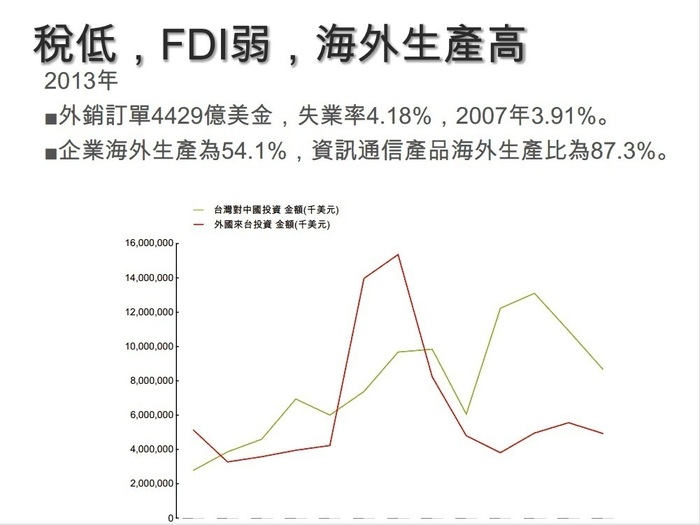 稅低，FDI弱，海外生產高
2013年
■外銷訂單4429億美金，失業率4.18%，2007年3.91%。
■企業海外生產為54.1%，資訊通信產品海外生產比為87.3%。
台灣對中國投資 金額(千美元)
外國來台投資 金額(千美元)
16,000,000
14,000,000
12,000,000
10,000,000
8,000,000
6,000,000
4,000,000
2,000,000
0